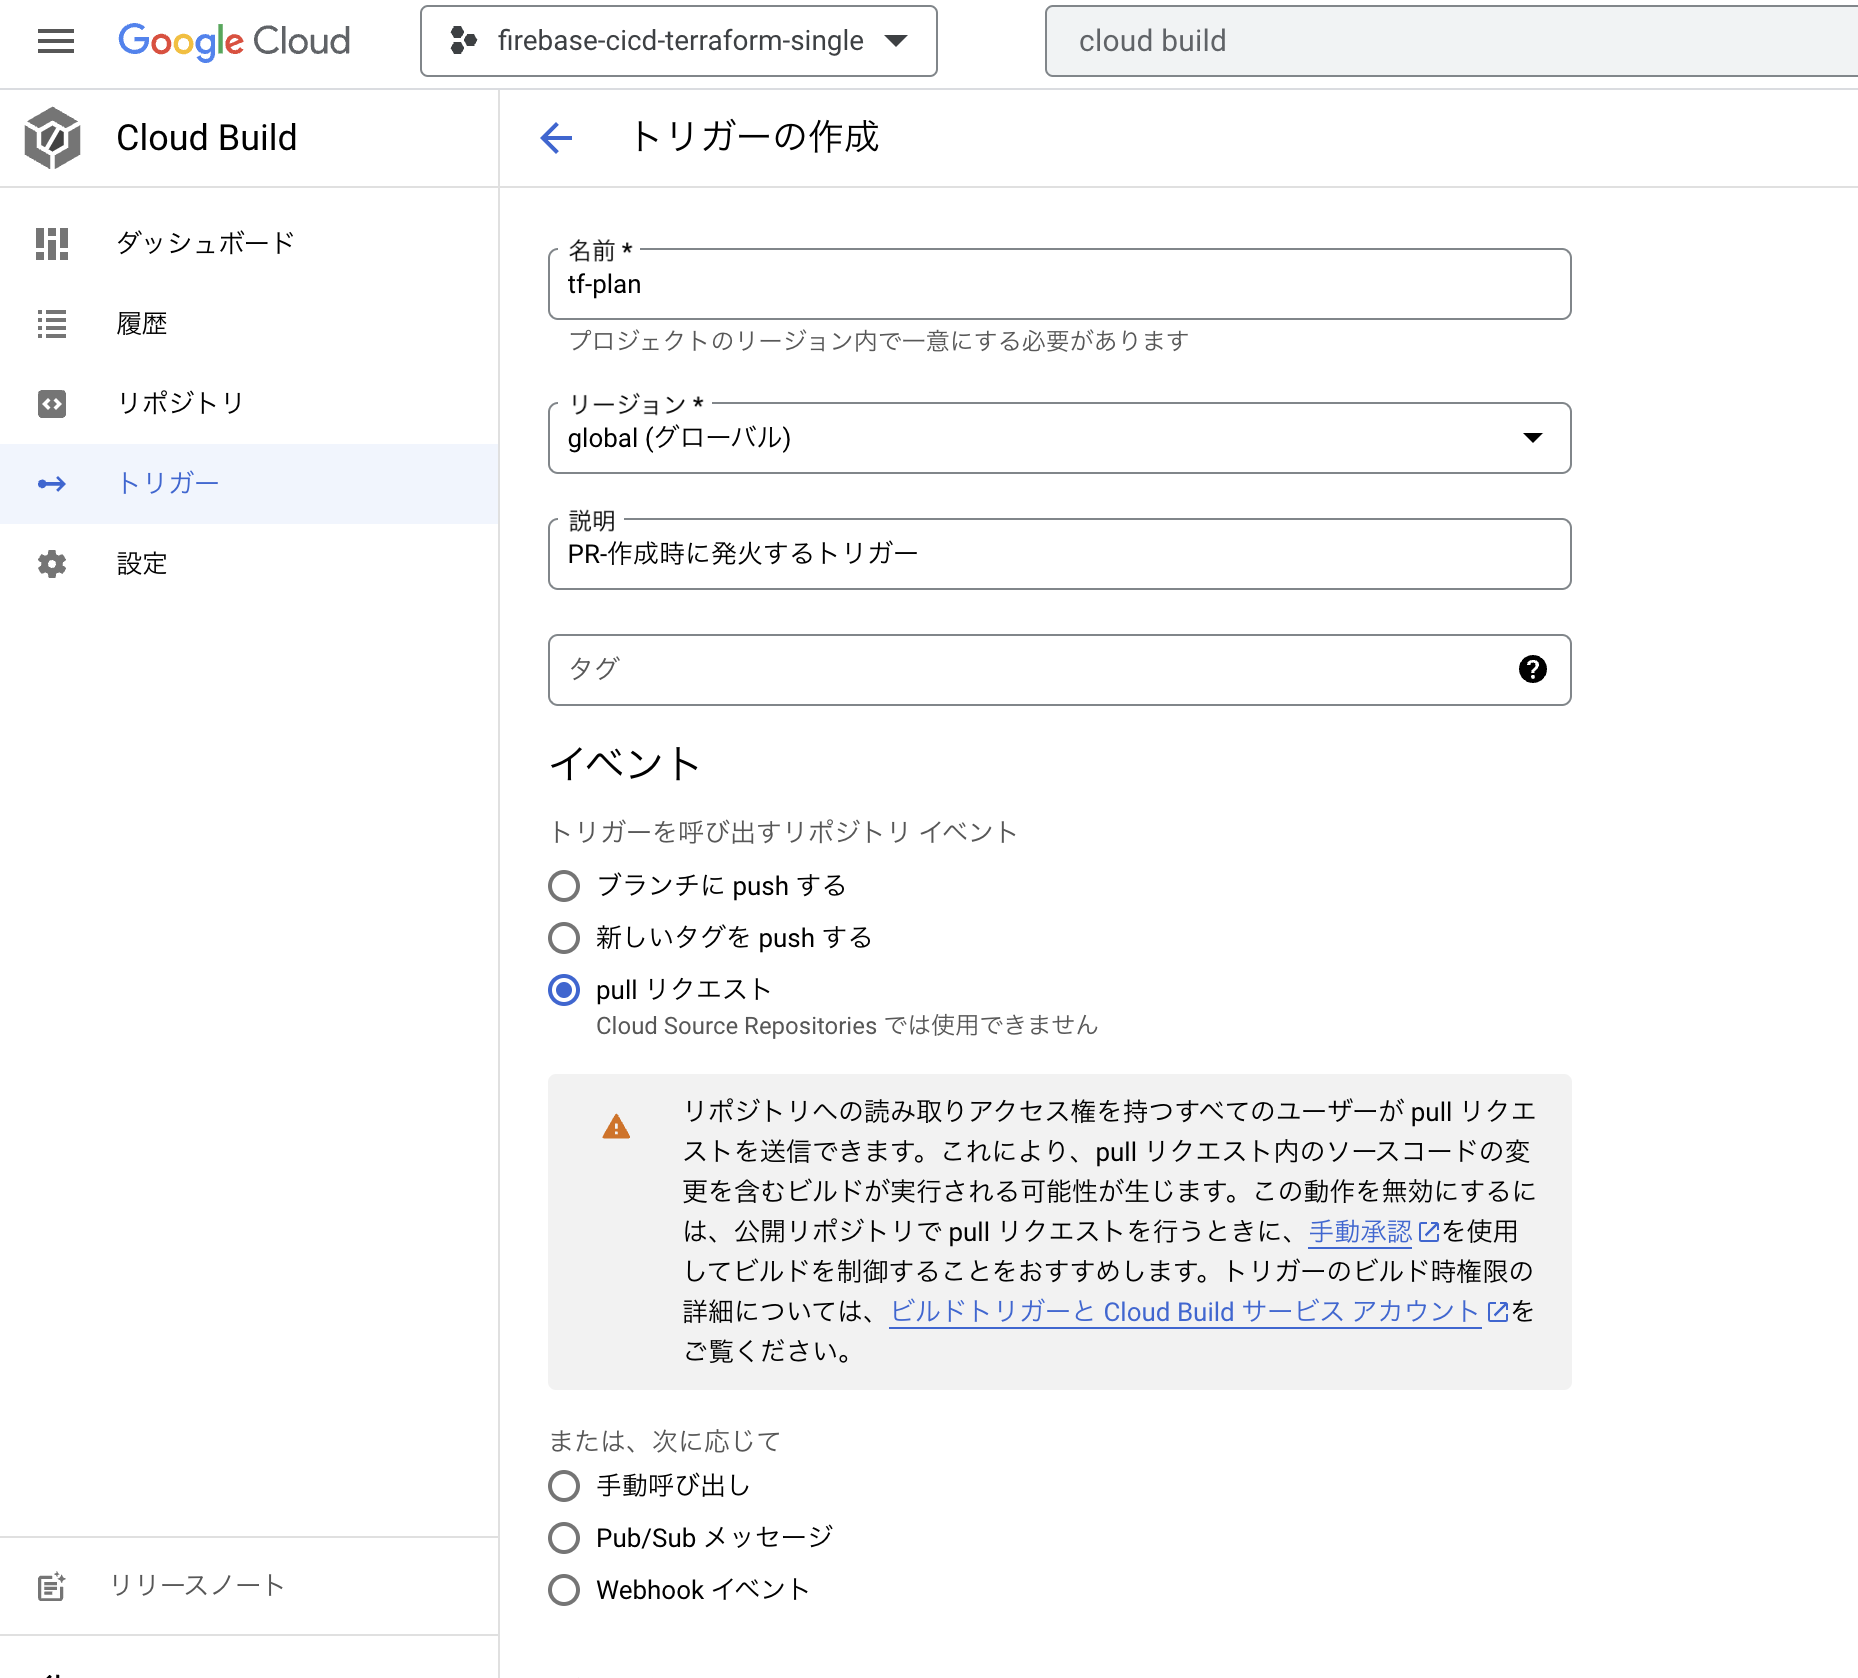 Google Cloud
firebase-cicd-terraform-single
cloud build
Cloud Build
トリガーの作成
ダッシュボード
履歴
リポジトリ
トリガー
設定
リリースノート
名前 *
tf-plan
プロジェクトのリージョン内で一意にする必要があります
リージョン *
global (グローバル)
説明
PR-作成時に発火するトリガー
タグ
イベント
トリガーを呼び出すリポジトリ イベント
ブランチに push する
新しいタグを push する
pull リクエスト
Cloud Source Repositories では使用できません
リポジトリへの読み取りアクセス権を持つすべてのユーザーが pull リクエ
ストを送信できます。これにより、pull リクエスト内のソースコードの変
更を含むビルドが実行される可能性が生じます。この動作を無効にするに
は、公開リポジトリで pull リクエストを行うときに、手動承認を使用
してビルドを制御することをおすすめします。トリガーのビルド時権限の
詳細については、ビルドトリガーと Cloud Build サービス アカウントを
ご覧ください。
または、次に応じて
手動呼び出し
Pub/Sub メッセージ
Webhook イベント